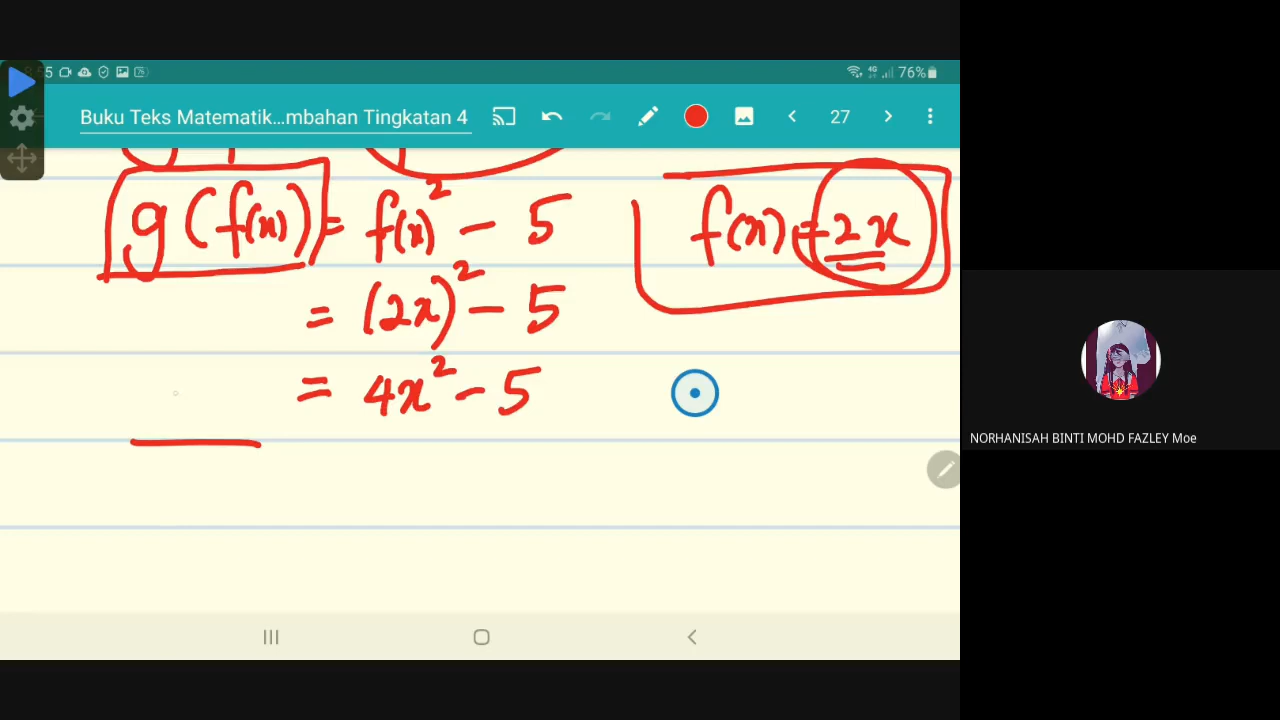 55 76%
Buku Teks Matematik...mbahan Tingkatan 4 27
g(f(x)) = f(x)² - 5 f(x) = 2x
= (2x)² - 5
= 4x² - 5
NORHANISAH BINTI MOHD FAZLEY Moe